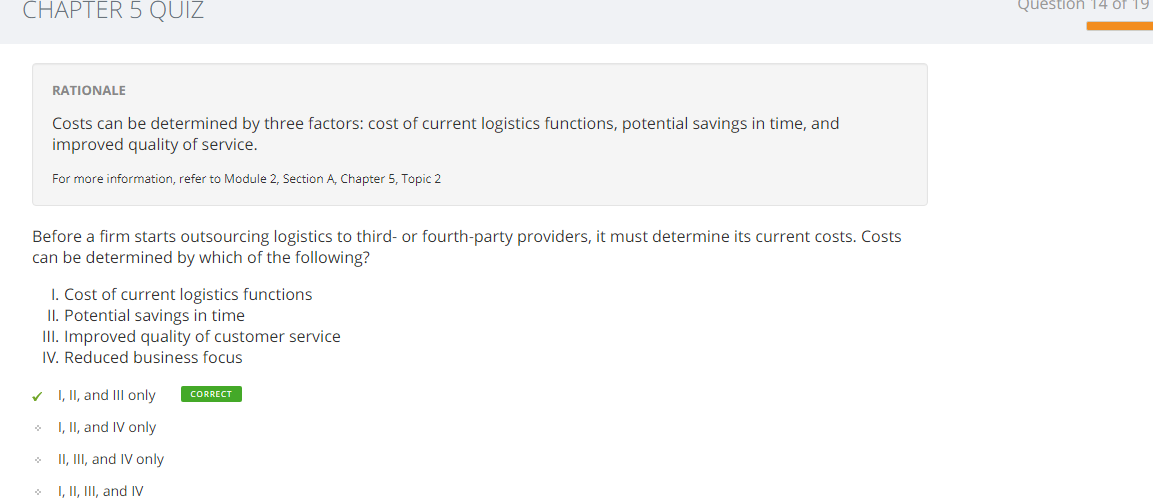 CHAPTER 5 QUIZ
Question 14 of 19
RATIONALE
Costs can be determined by three factors: cost of current logistics functions, potential savings in time, and
improved quality of service.
For more information, refer to Module 2, Section A, Chapter 5, Topic 2
Before a firm starts outsourcing logistics to third- or fourth-party providers, it must determine its current costs. Costs
can be determined by which of the following?
I. Cost of current logistics functions
II. Potential savings in time
III. Improved quality of customer service
IV. Reduced business focus
I, II, and III only CORRECT
I, II, and IV only
II, III, and IV only
I, II, III, and IV